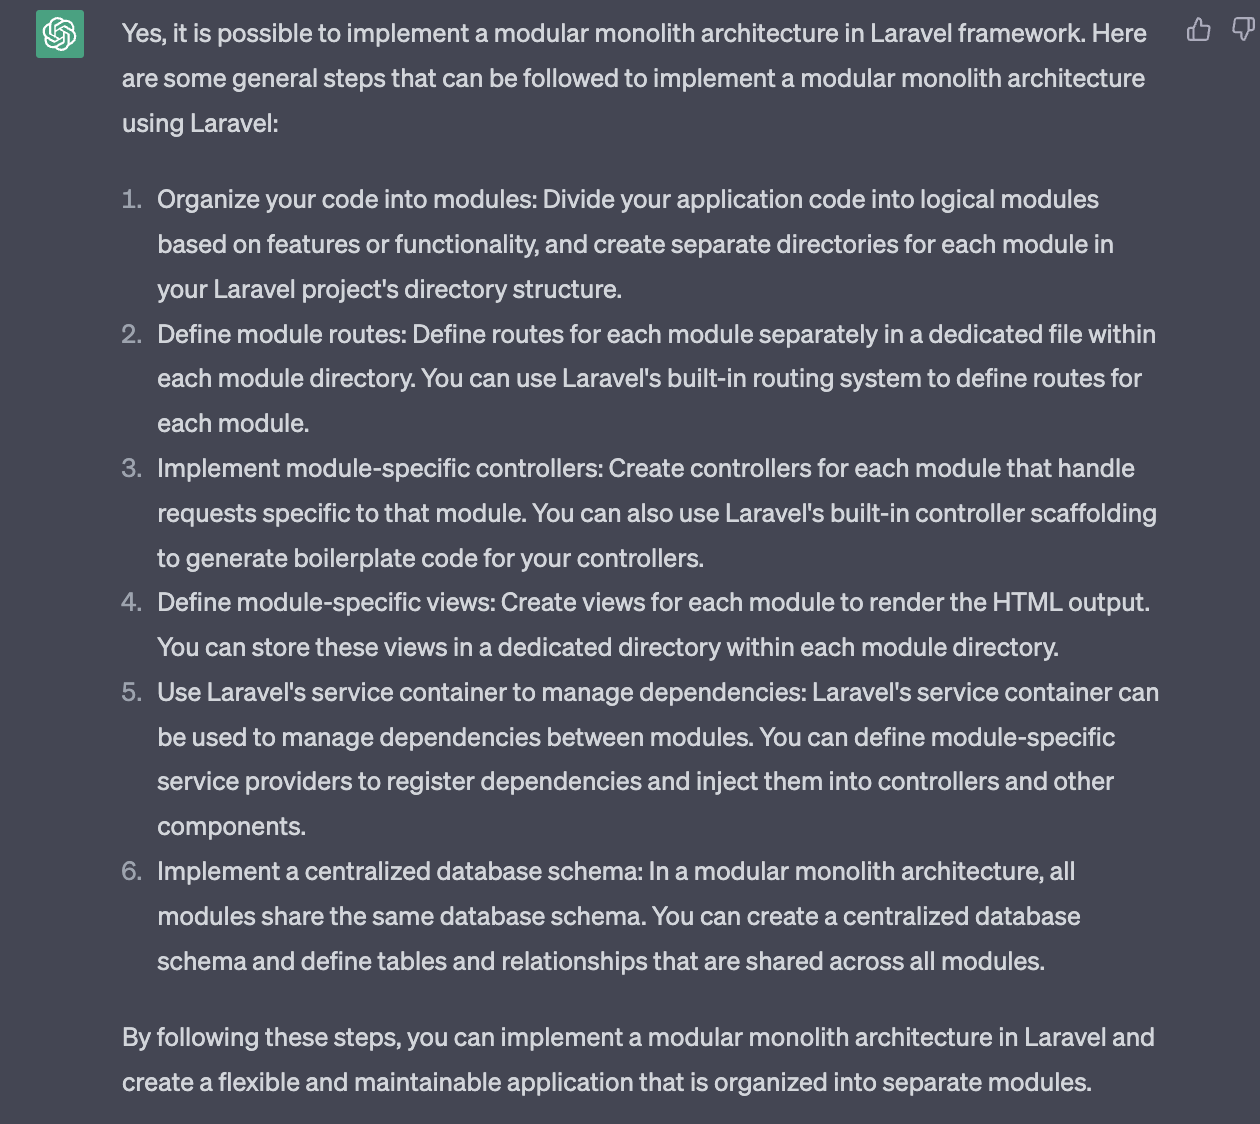 Yes, it is possible to implement a modular monolith architecture in Laravel framework. Here
are some general steps that can be followed to implement a modular monolith architecture
using Laravel:
1. Organize your code into modules: Divide your application code into logical modules
based on features or functionality, and create separate directories for each module in
your Laravel project's directory structure.
2. Define module routes: Define routes for each module separately in a dedicated file within
each module directory. You can use Laravel's built-in routing system to define routes for
each module.
3. Implement module-specific controllers: Create controllers for each module that handle
requests specific to that module. You can also use Laravel's built-in controller scaffolding
to generate boilerplate code for your controllers.
4. Define module-specific views: Create views for each module to render the HTML output.
You can store these views in a dedicated directory within each module directory.
5. Use Laravel's service container to manage dependencies: Laravel's service container can
be used to manage dependencies between modules. You can define module-specific
service providers to register dependencies and inject them into controllers and other
components.
6. Implement a centralized database schema: In a modular monolith architecture, all
modules share the same database schema. You can create a centralized database
schema and define tables and relationships that are shared across all modules.
By following these steps, you can implement a modular monolith architecture in Laravel and
create a flexible and maintainable application that is organized into separate modules.